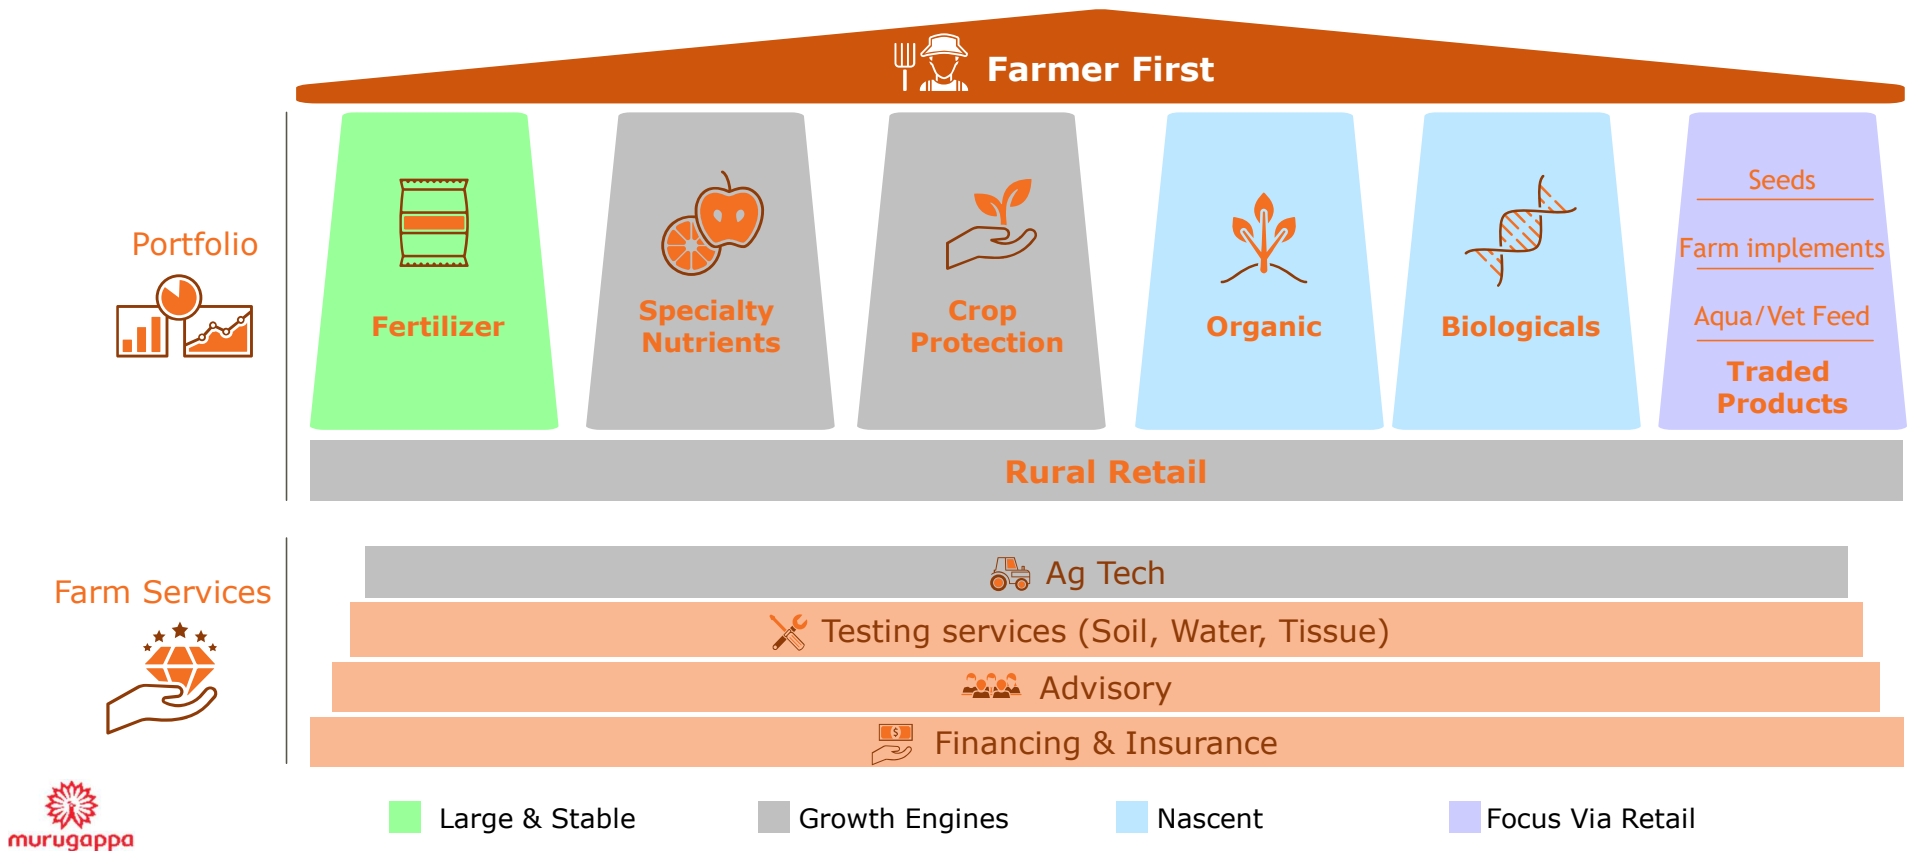 Farmer First
Portfolio
Fertilizer
Specialty
Nutrients
Crop
Protection
Organic
Biologicals
Seeds
Farm implements
Aqua/Vet Feed
Traded
Products
Rural Retail
Farm Services
Ag Tech
Testing services (Soil, Water, Tissue)
Advisory
$
Financing & Insurance
murugappa
Large & Stable
Growth Engines
Nascent
Focus Via Retail